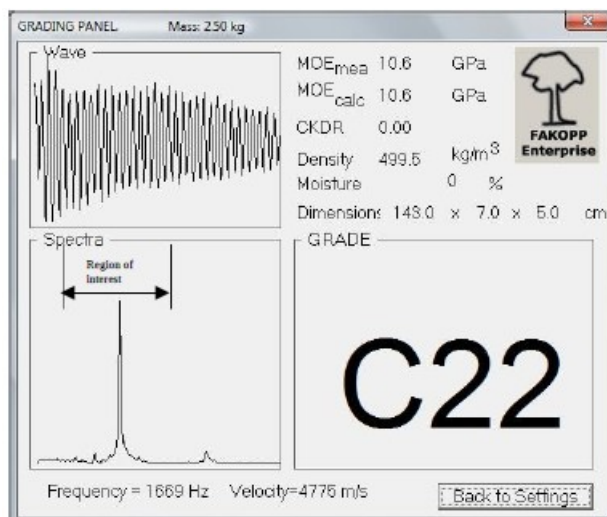 GRADING PANEL Mass: 2.50 kg
Wave
MOEmea 10.6 GPa
MOEcalc 10.6 GPa
CKDR 0.00
Density 499.5 kg/m3
Moisture 0 %
Dimensions 143.0 x 7.0 x 5.0 cm
FAKOPP
Enterprise
Spectra
Region of
interest
GRADE
C22
Frequency = 1669 Hz Velocity=4775 m/s
Back to Settings